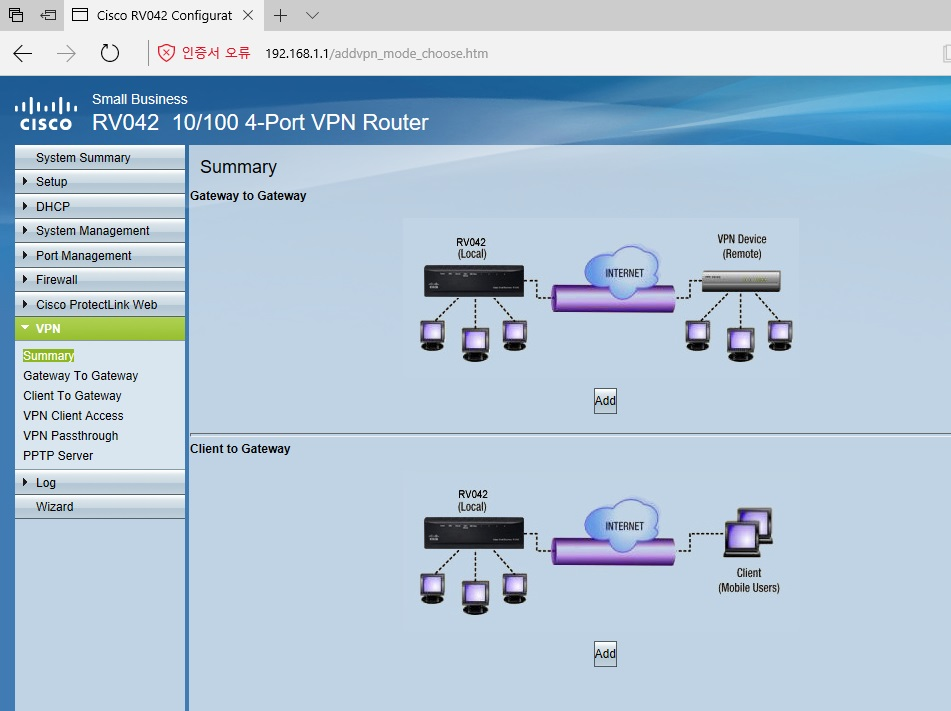 Cisco RV042 Configurat
인증서 오류 192.168.1.1/addvpn_mode_choose.htm
CISCO
Small Business
RV042 10/100 4-Port VPN Router
System Summary
Setup
DHCP
System Management
Port Management
Firewall
Cisco ProtectLink Web
VPN
Summary
Gateway To Gateway
Client To Gateway
VPN Client Access
VPN Passthrough
PPTP Server
Log
Wizard
Summary
Gateway to Gateway
RV042
(Local)
INTERNET
VPN Device
(Remote)
Add
Client to Gateway
RV042
(Local)
INTERNET
Client
(Mobile Users)
Add